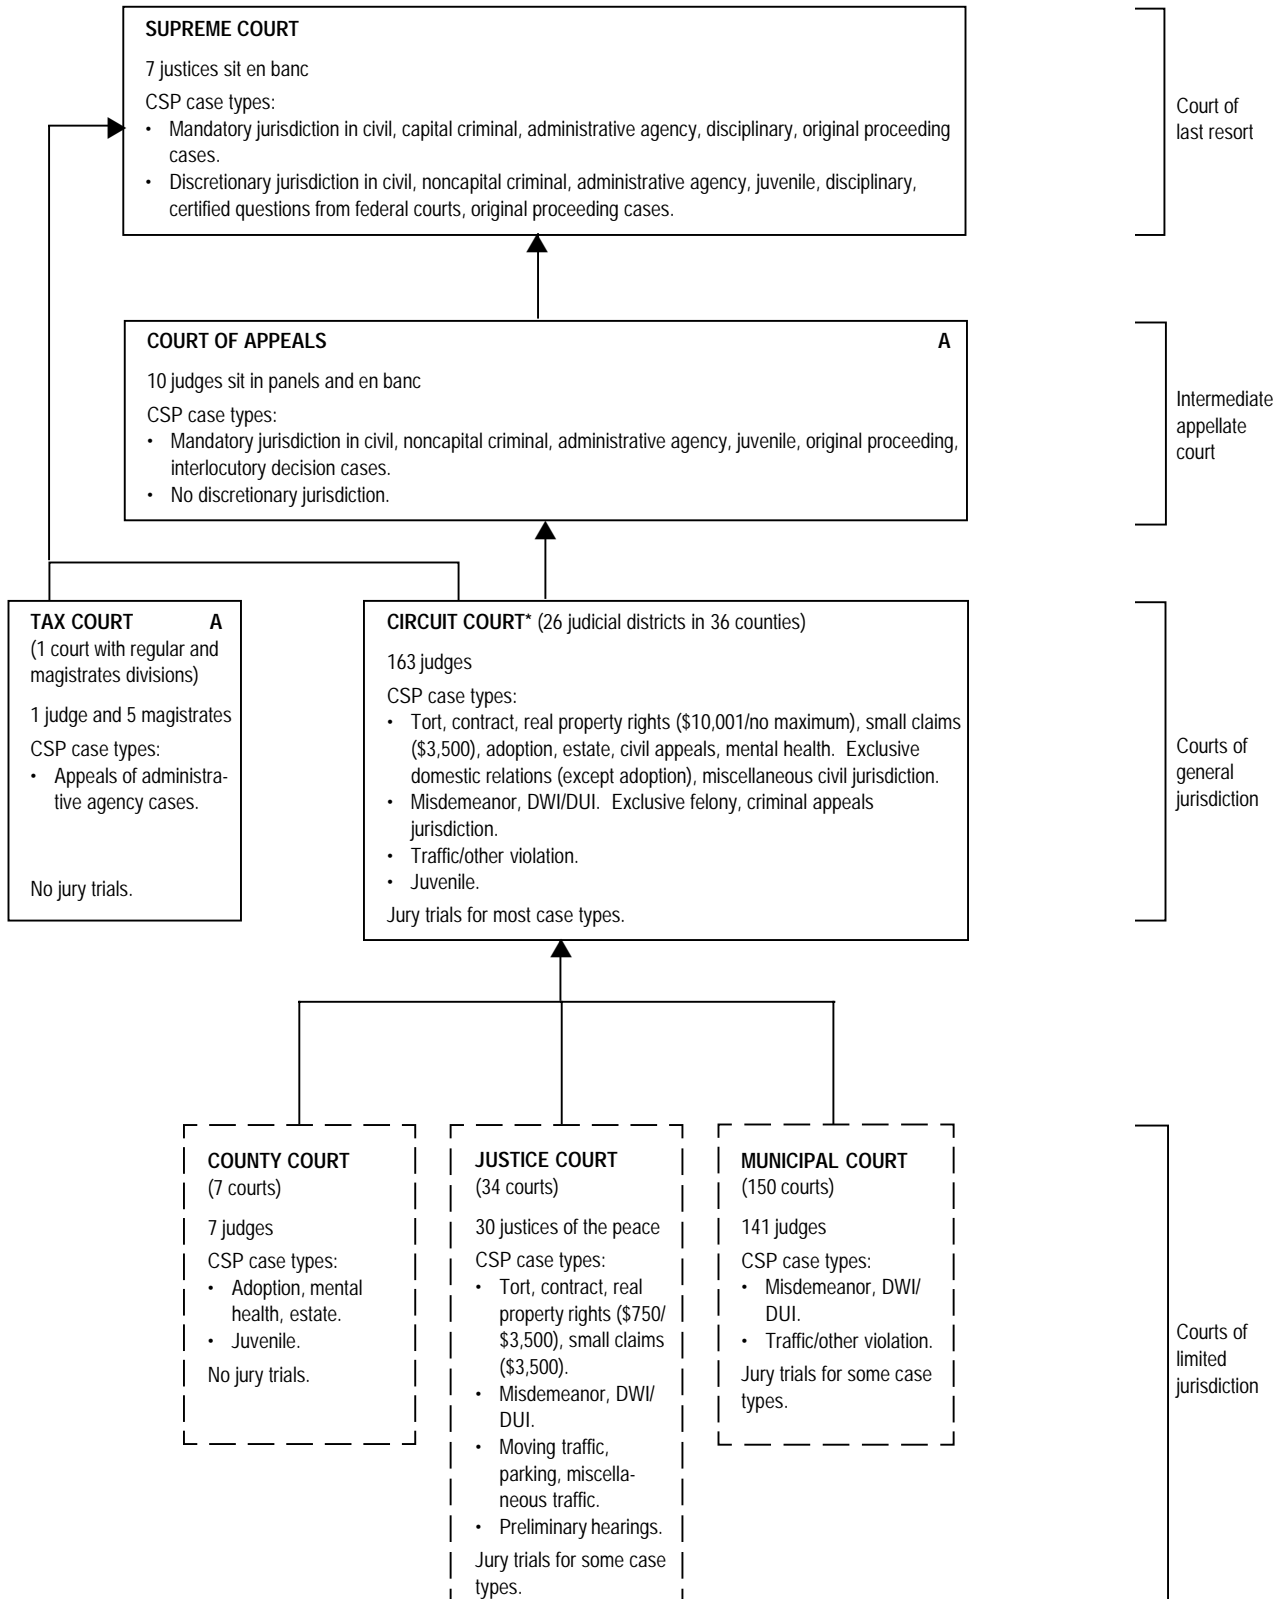 SUPREME COURT
7 justices sit en banc
CSP case types:
• Mandatory jurisdiction in civil, capital criminal, administrative agency, disciplinary, original proceeding
cases.
• Discretionary jurisdiction in civil, noncapital criminal, administrative agency, juvenile, disciplinary,
certified questions from federal courts, original proceeding cases.
Court of
last resort
COURT OF APPEALS A
10 judges sit in panels and en banc
CSP case types:
• Mandatory jurisdiction in civil, noncapital criminal, administrative agency, juvenile, original proceeding,
interlocutory decision cases.
• No discretionary jurisdiction.
Intermediate
appellate
court
TAX COURT A
(1 court with regular and
magistrates divisions)
1 judge and 5 magistrates
CSP case types:
• Appeals of administra-
tive agency cases.
No jury trials.
CIRCUIT COURT* (26 judicial districts in 36 counties)
163 judges
CSP case types:
• Tort, contract, real property rights ($10,001/no maximum), small claims
($3,500), adoption, estate, civil appeals, mental health. Exclusive
domestic relations (except adoption), miscellaneous civil jurisdiction.
• Misdemeanor, DWI/DUI. Exclusive felony, criminal appeals
jurisdiction.
• Traffic/other violation.
• Juvenile.
Jury trials for most case types.
Courts of
general
jurisdiction
COUNTY COURT
(7 courts)
7 judges
CSP case types:
• Adoption, mental
health, estate.
• Juvenile.
No jury trials.
JUSTICE COURT
(34 courts)
30 justices of the peace
CSP case types:
• Tort, contract, real
property rights ($750/
$3,500), small claims
($3,500).
• Misdemeanor, DWI/
DUI.
• Moving traffic,
parking, miscella-
neous traffic.
• Preliminary hearings.
Jury trials for some case
types.
MUNICIPAL COURT
(150 courts)
141 judges
CSP case types:
• Misdemeanor, DWI/
DUI.
• Traffic/other violation.
Jury trials for some case
types.
Courts of
limited
jurisdiction